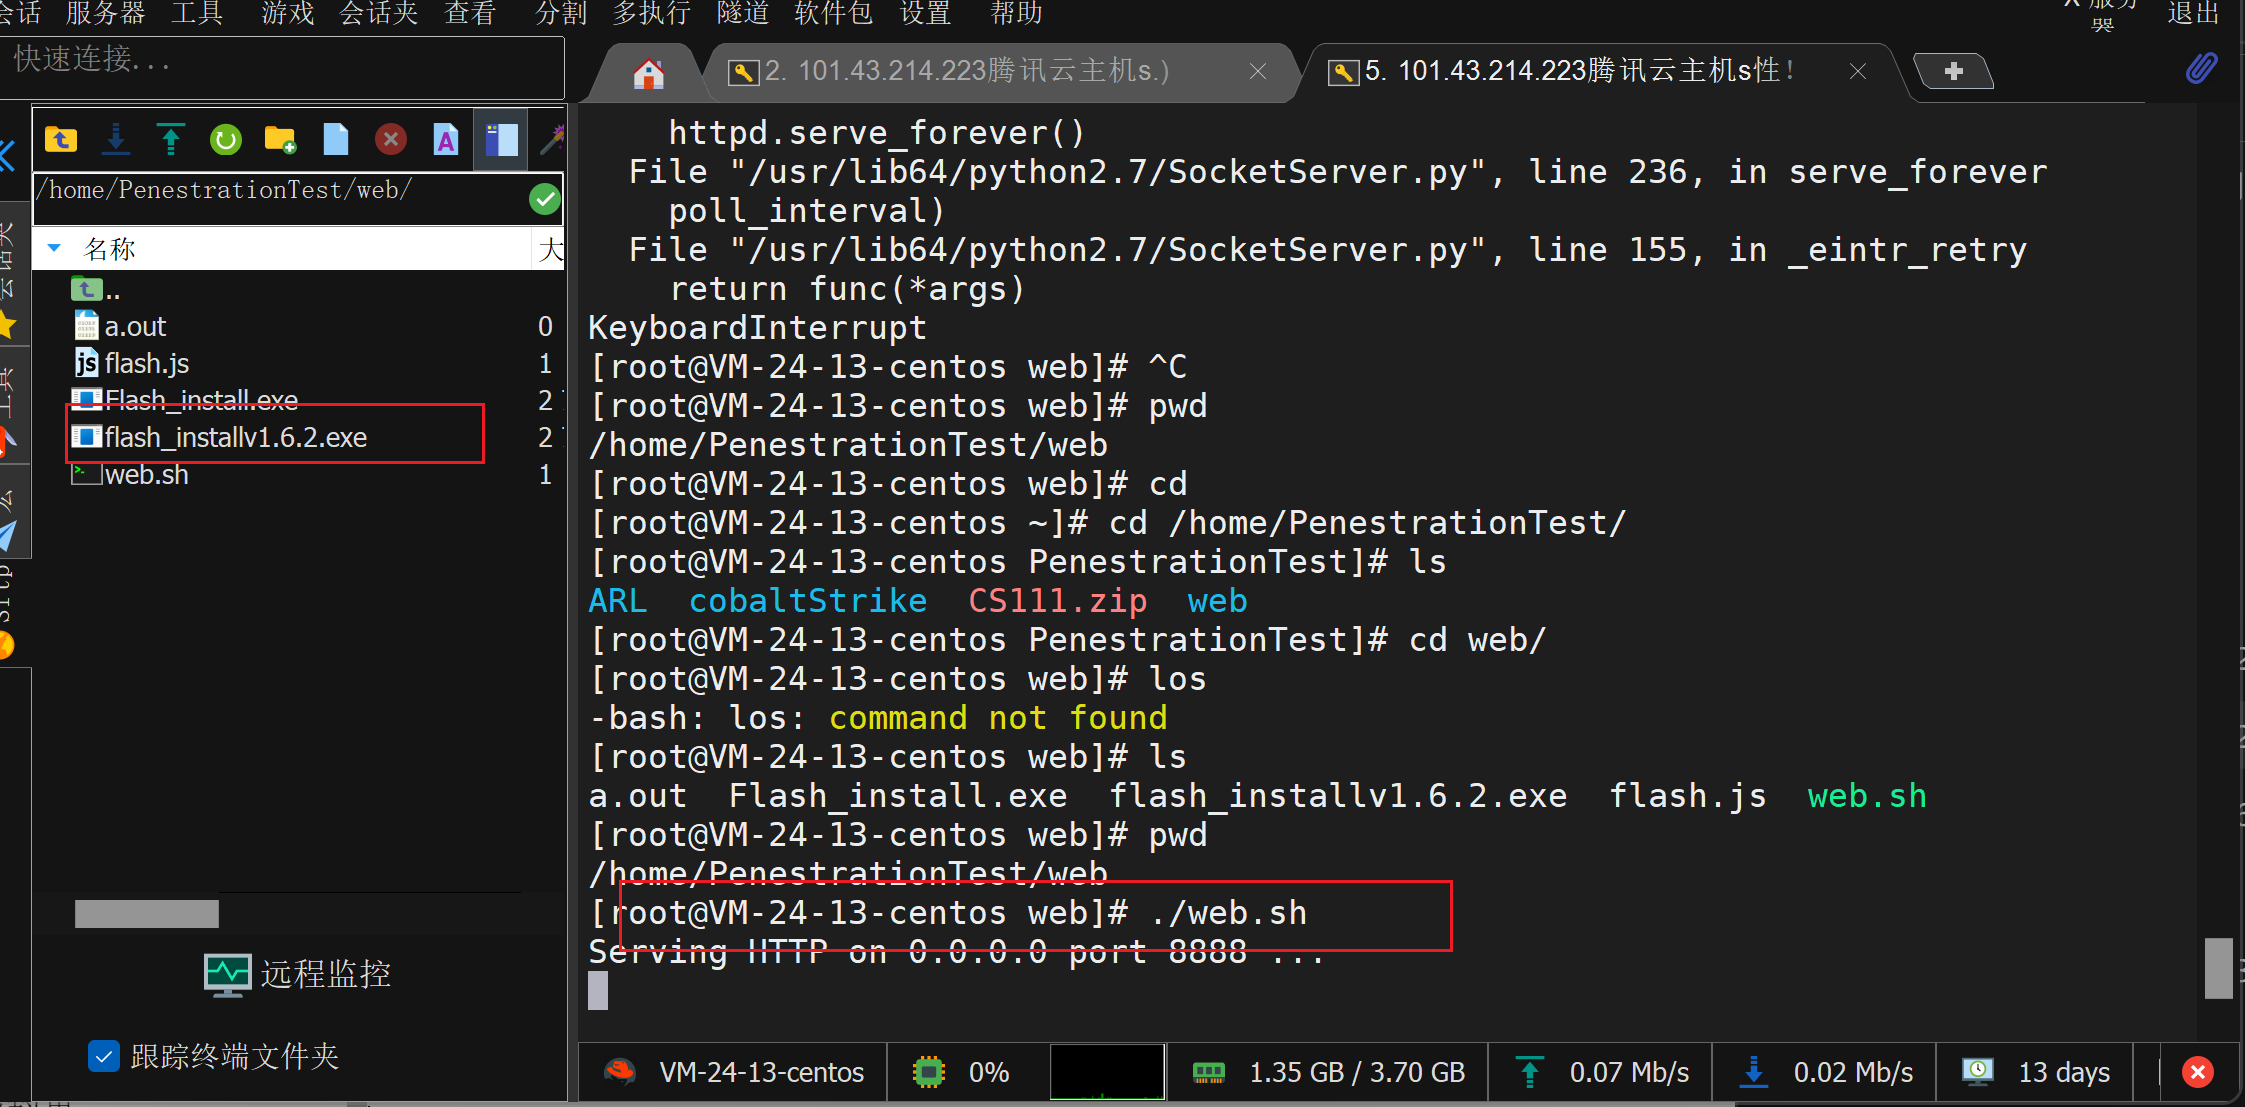 会话 服务器 工具 游戏 会话夹 查看 分割 多执行 隧道 软件包 设置 帮助
X 服务器 退出
快速连接...
2. 101.43.214.223腾讯云主机s.)
5. 101.43.214.223腾讯云主机s性!
/home/PenestrationTest/web/
名称 大
..
a.out 0
flash.js 1
Flash_install.exe 2
flash_installv1.6.2.exe 2
web.sh 1
会话夹
工具
云
Sftp
远程监控
跟踪终端文件夹
httpd.serve_forever()
File "/usr/lib64/python2.7/SocketServer.py", line 236, in serve_forever
poll_interval)
File "/usr/lib64/python2.7/SocketServer.py", line 155, in _eintr_retry
return func(*args)
KeyboardInterrupt
[root@VM-24-13-centos web]# ^C
[root@VM-24-13-centos web]# pwd
/home/PenestrationTest/web
[root@VM-24-13-centos web]# cd
[root@VM-24-13-centos ~]# cd /home/PenestrationTest/
[root@VM-24-13-centos PenestrationTest]# ls
ARL cobaltStrike CS111.zip web
[root@VM-24-13-centos PenestrationTest]# cd web/
[root@VM-24-13-centos web]# los
-bash: los: command not found
[root@VM-24-13-centos web]# ls
a.out Flash_install.exe flash_installv1.6.2.exe flash.js web.sh
[root@VM-24-13-centos web]# pwd
/home/PenestrationTest/web
[root@VM-24-13-centos web]# ./web.sh
Serving HTTP on 0.0.0.0 port 8888 ...
VM-24-13-centos 0% 1.35 GB / 3.70 GB 0.07 Mb/s 0.02 Mb/s 13 days